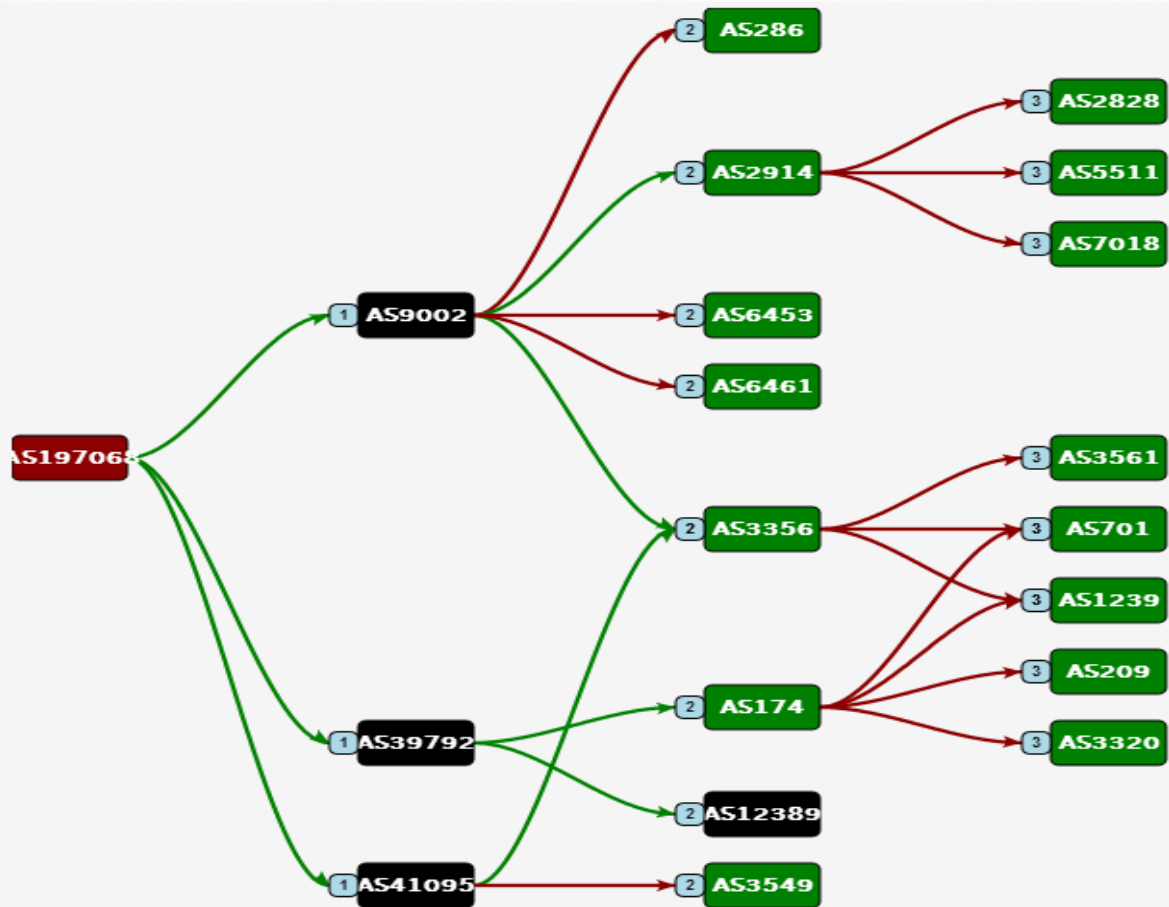 2 AS286
3 AS2828
2 AS2914
3 AS5511
3 AS7018
1 AS9002
2 AS6453
2 AS6461
AS197068
3 AS3561
2 AS3356
3 AS701
3 AS1239
3 AS209
2 AS174
1 AS39792
3 AS3320
2 AS12389
1 AS41095
2 AS3549